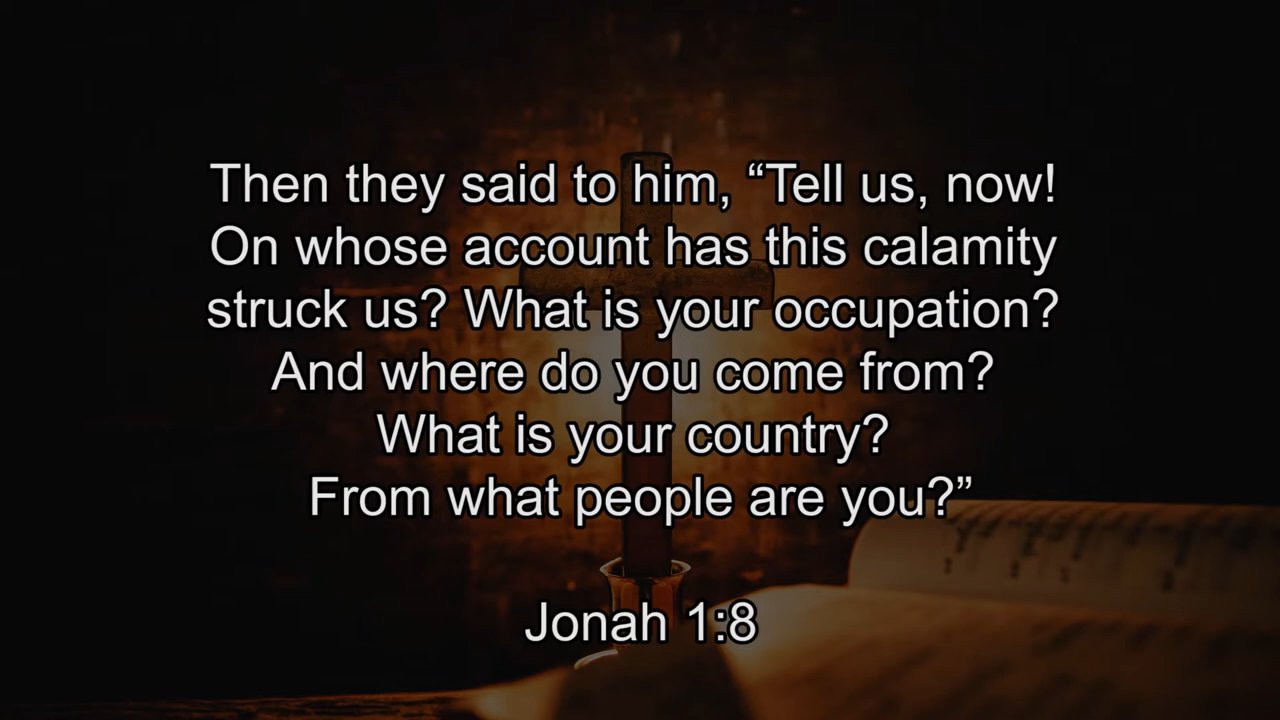 Then they said to him, “Tell us, now!
On whose account has this calamity
struck us? What is your occupation?
And where do you come from?
What is your country?
From what people are you?”
Jonah 1:8